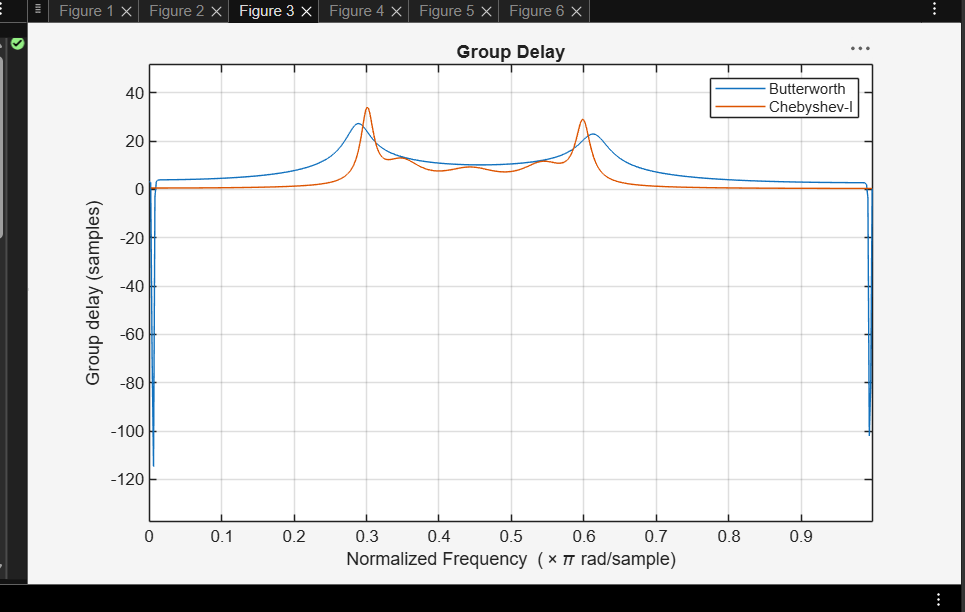 Figure 1 Figure 2 Figure 3 Figure 4 Figure 5 Figure 6
Group Delay
Butterworth
Chebyshev-I
40
20
0
-20
-40
-60
-80
-100
-120
Group delay (samples)
0 0.1 0.2 0.3 0.4 0.5 0.6 0.7 0.8 0.9
Normalized Frequency ( × π rad/sample)